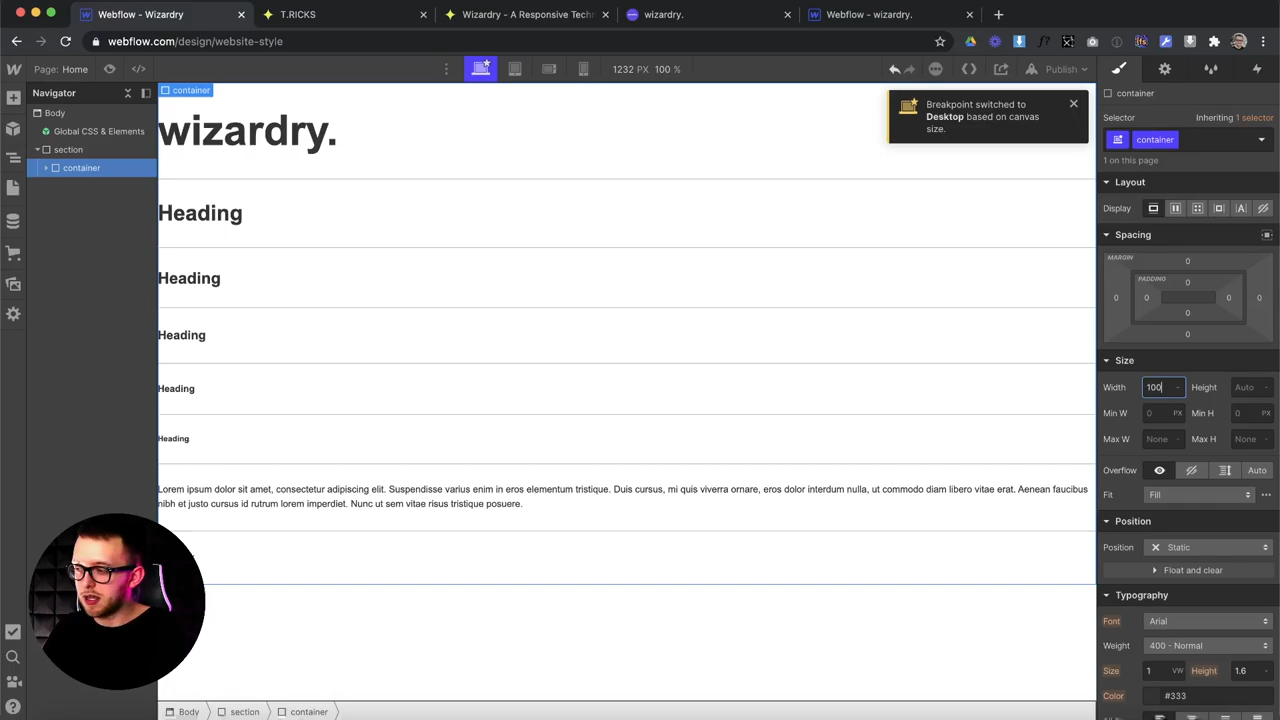 Webflow - Wizardry
T.RICKS
Wizardry - A Responsive Techn
wizardry.
Webflow - wizardry.
webflow.com/design/website-style
Page: Home
1232 PX 100 %
Publish
Navigator
Body
Global CSS & Elements
section
container
container
wizardry.
Heading
Heading
Heading
Heading
Heading
Lorem ipsum dolor sit amet, consectetur adipiscing elit. Suspendisse varius enim in eros elementum tristique. Duis cursus, mi quis viverra ornare, eros dolor interdum nulla, ut commodo diam libero vitae erat. Aenean faucibus
nibh et justo cursus id rutrum lorem imperdiet. Nunc ut sem vitae risus tristique posuere.
Breakpoint switched to
Desktop based on canvas
size.
container
Selector
Inheriting 1 selector
container
1 on this page
Layout
Display
Spacing
MARGIN
0
PADDING
0
0 0 0 0
0
0
Size
Width 100 - Height Auto -
Min W 0 PX Min H 0 PX
Max W None - Max H None -
Overflow Auto
Fit Fill
Position
Position Static
Float and clear
Typography
Font Arial
Weight 400 - Normal
Size 1 VW Height 1.6 -
Color #333
Body section container